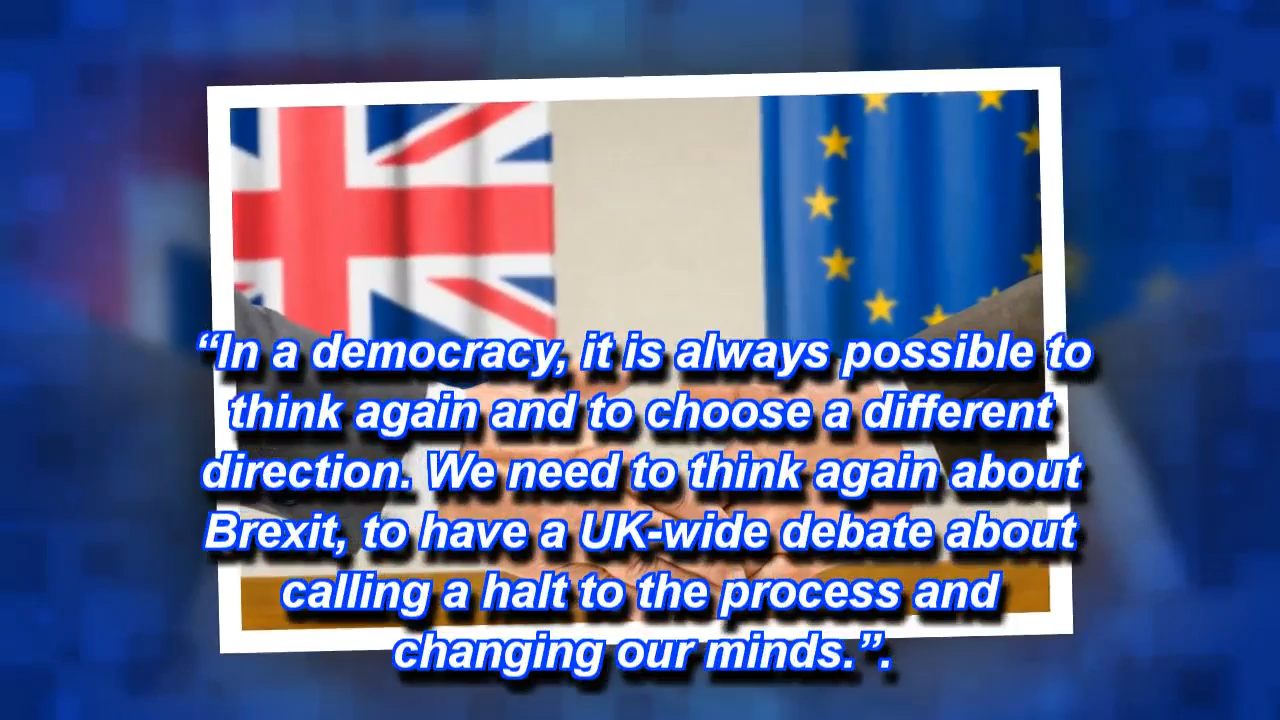 “In a democracy, it is always possible to
think again and to choose a different
direction. We need to think again about
Brexit, to have a UK-wide debate about
calling a halt to the process and
changing our minds.”.